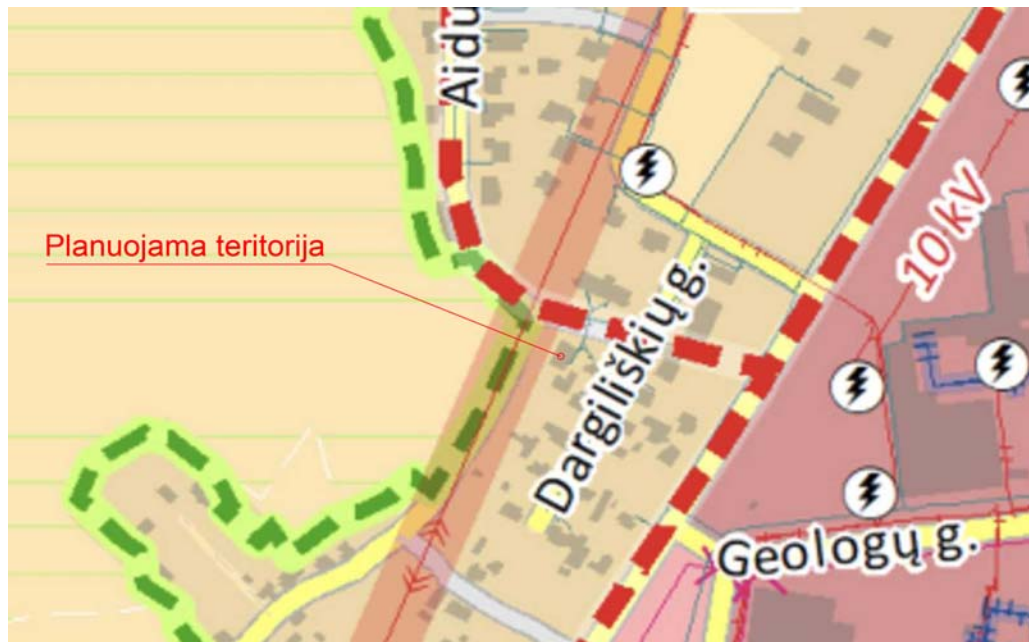 Aidu
10 kV
Planuojama teritorija
Dargiliškių g.
Geologų g.